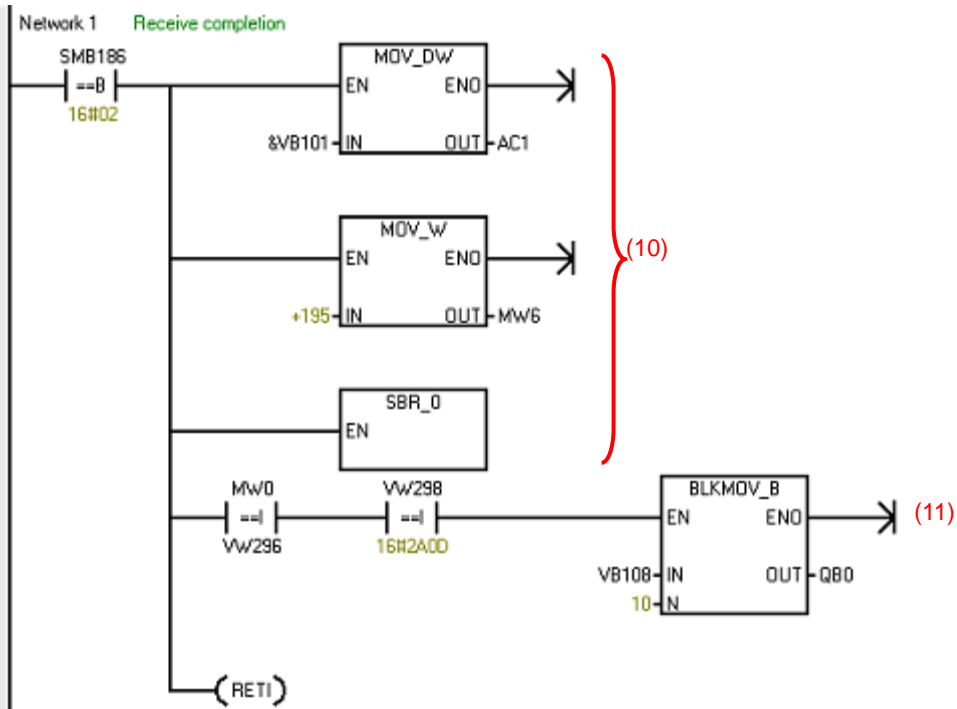 Network 1 Receive completion
SMB186
==B
16#02
MOV_DW
EN ENO
&VB101 IN OUT AC1
MOV_W
EN ENO
+195 IN OUT MW6
(10)
SBR_0
EN
MW0
==I
VW296
VW298
==I
16#2A0D
BLKMOV_B
EN ENO
(11)
VB108 IN OUT QB0
10 N
RETI